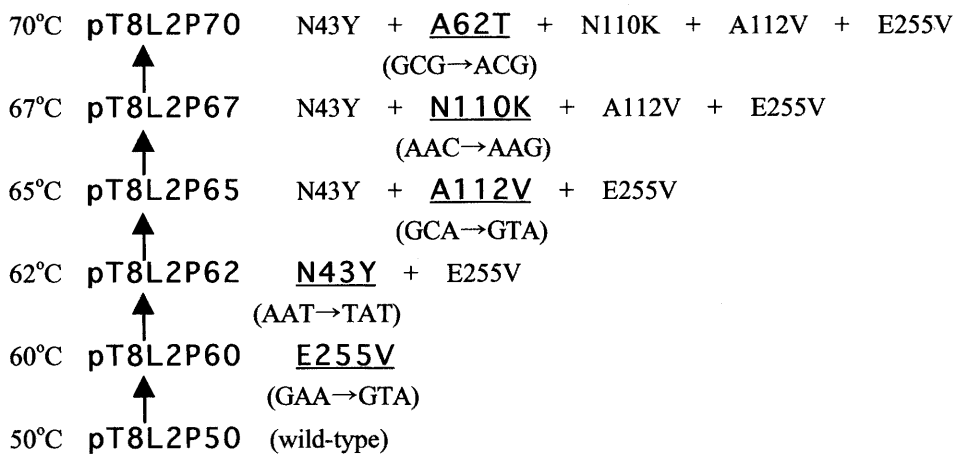 70°C pT8L2P70 N43Y + A62T + N110K + A112V + E255V
(GCG→ACG)
67°C pT8L2P67 N43Y + N110K + A112V + E255V
(AAC→AAG)
65°C pT8L2P65 N43Y + A112V + E255V
(GCA→GTA)
62°C pT8L2P62 N43Y + E255V
(AAT→TAT)
60°C pT8L2P60 E255V
(GAA→GTA)
50°C pT8L2P50 (wild-type)